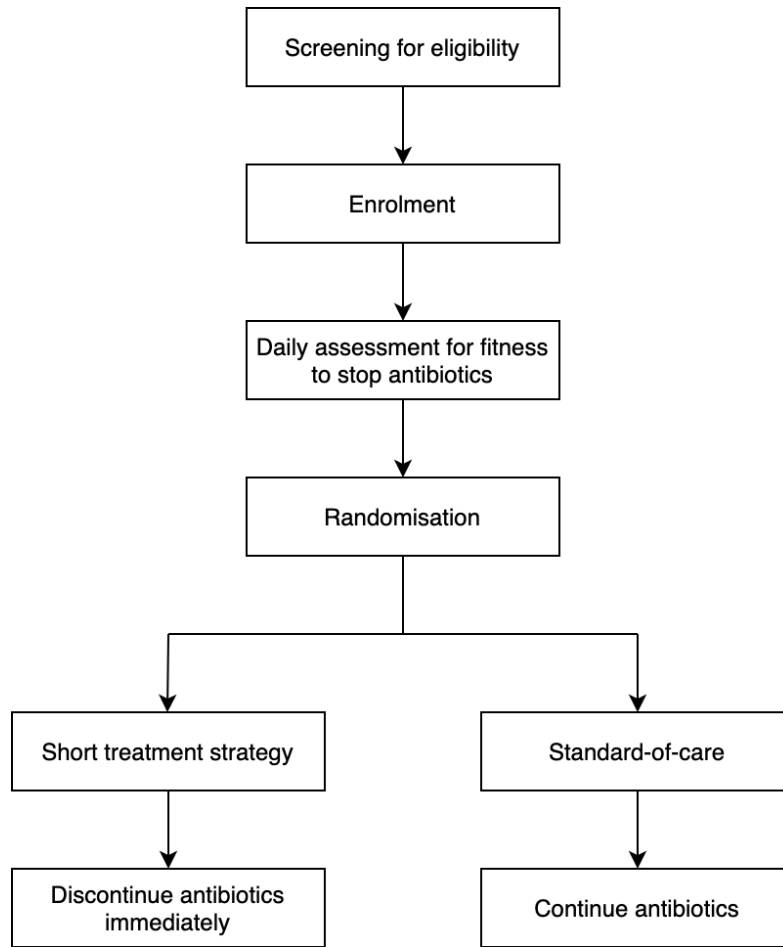 Screening for eligibility
Enrolment
Daily assessment for fitness
to stop antibiotics
Randomisation
Short treatment strategy
Standard-of-care
Discontinue antibiotics
immediately
Continue antibiotics